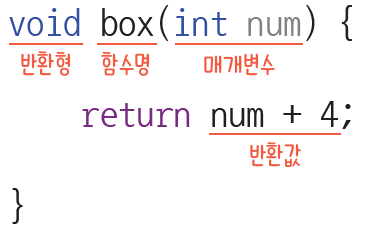 void box(int num) {
반환형 함수명 매개변수
return num + 4;
반환값
}